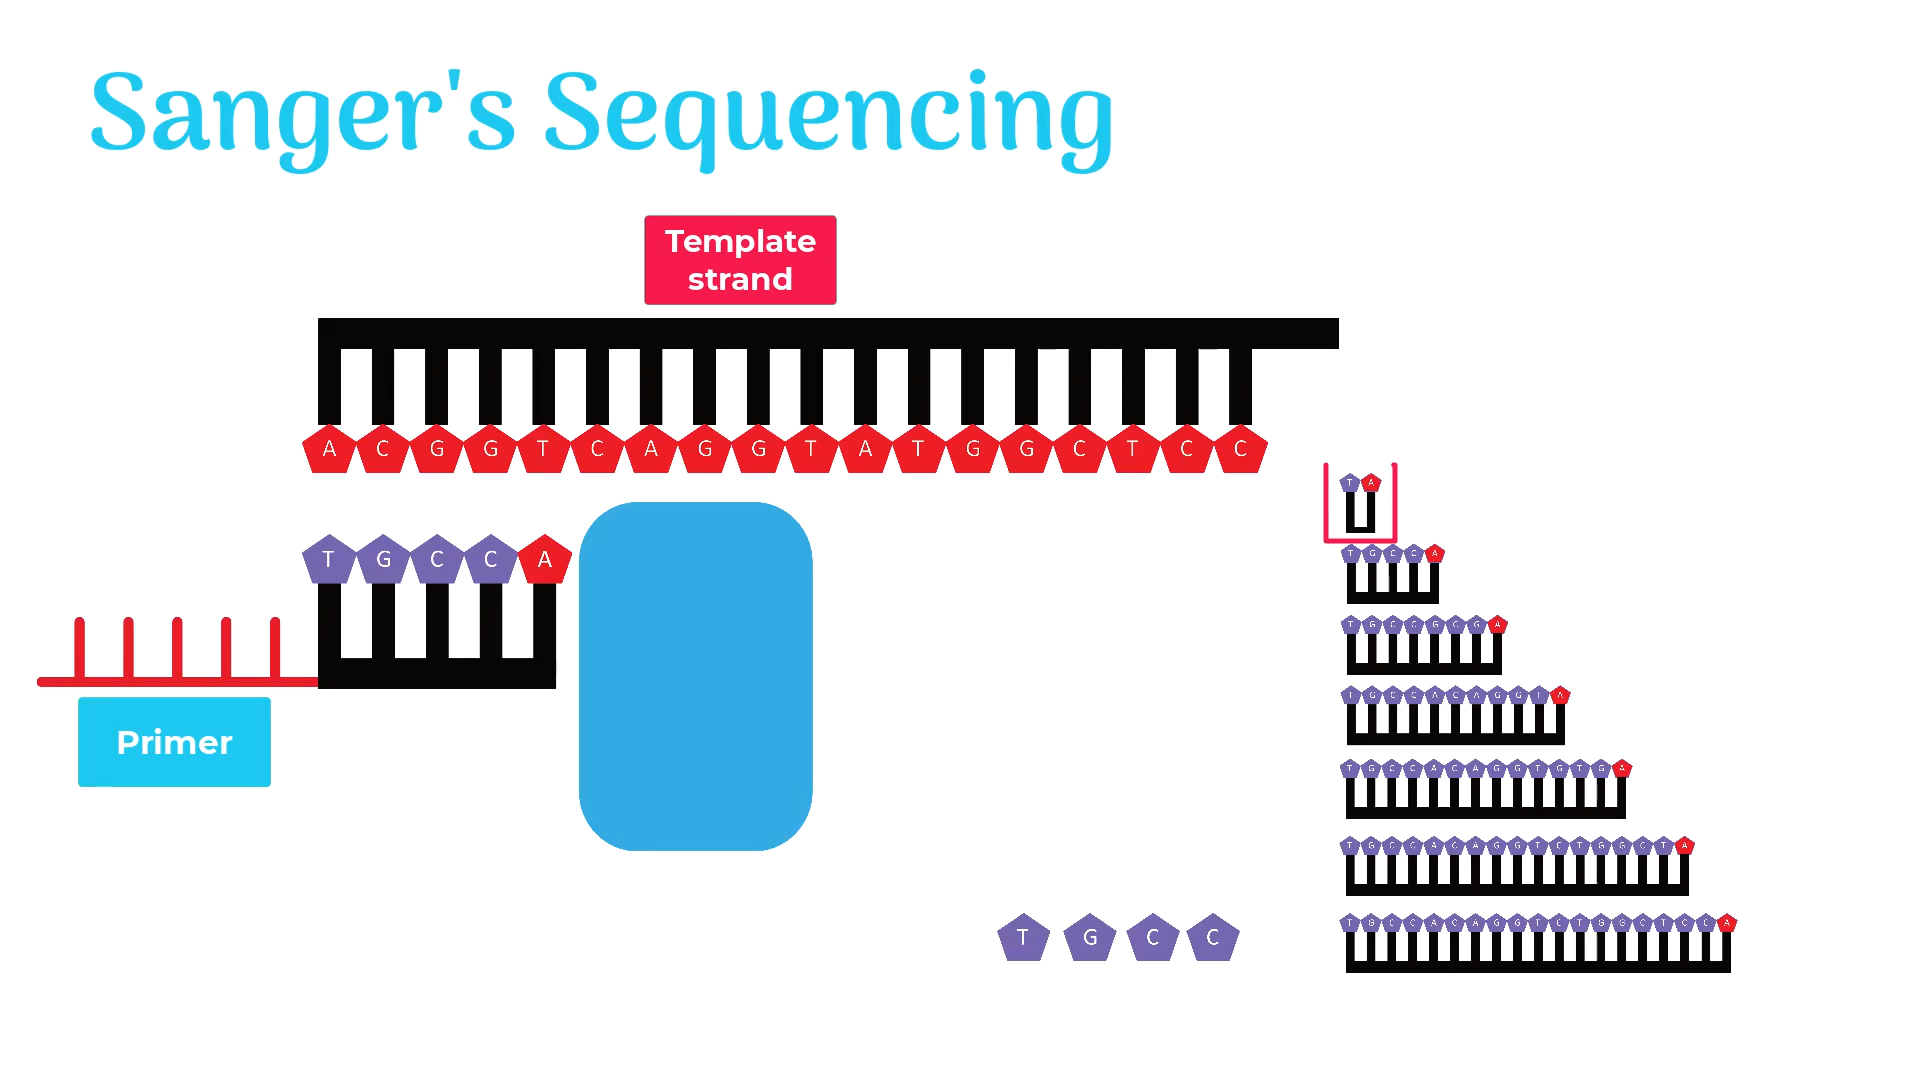 Sanger's Sequencing
Template
strand
A C G G T C A G G T A T G G C T C C
T A
T G C C A
T G C C A
T G C C G C G A
Primer
T G C C A C A G G T A
T G C C A C A G G T G T G A
T G C C A C A G G T C T G G C T A
T G C C
T G C C A C A G G T C T G G C T C C A